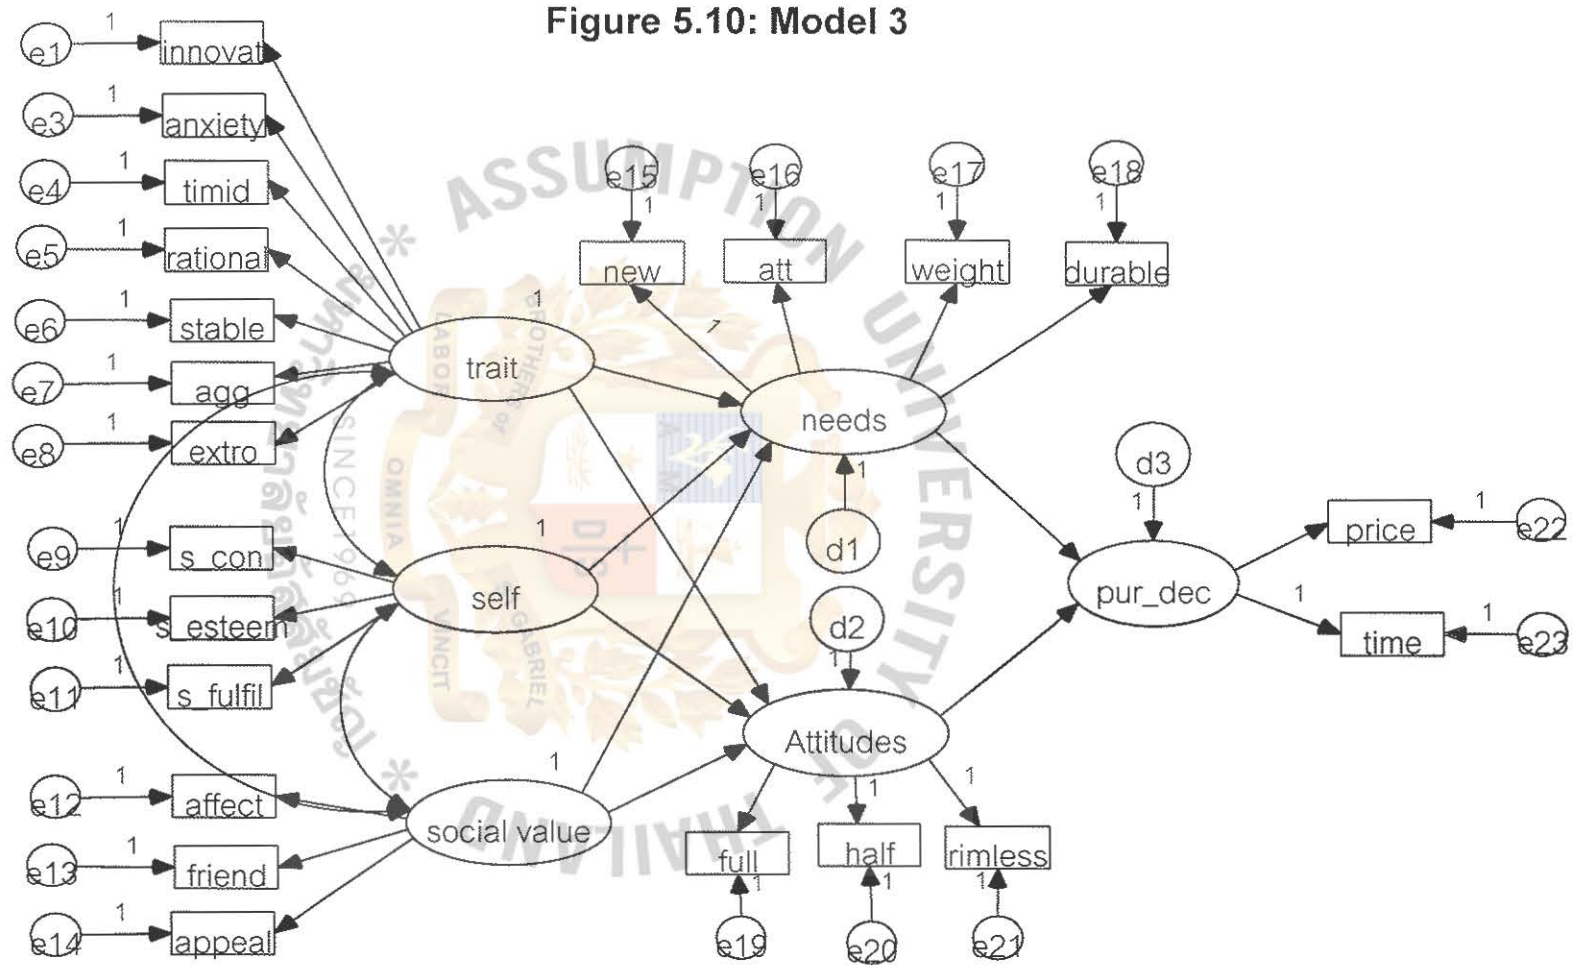 Figure 5.10: Model 3
e1 1 innovat
e3 1 anxiety
e4 1 timid
e5 1 rational
e6 1 stable
e7 1 agg
e8 1 extro
e9 1 s_con
e10 1 s_esteem
e11 1 s_fulfil
e12 1 affect
e13 1 friend
e14 1 appeal
1 trait
1 self
1 social value
e15 e16 e17 e18
1 1 1 1
new att weight durable
1
needs
1
d1
d2
1
Attitudes
1 1
full half rimless
1 1 1
e19 e20 e21
d3
1
pur_dec
price 1 e22
1 time 1 e23
ASSUMPTION UNIVERSITY OF THAILAND
SINCE 1969
LABOR
OMNIA
VINCIT
BROTHERS OF
GABRIEL